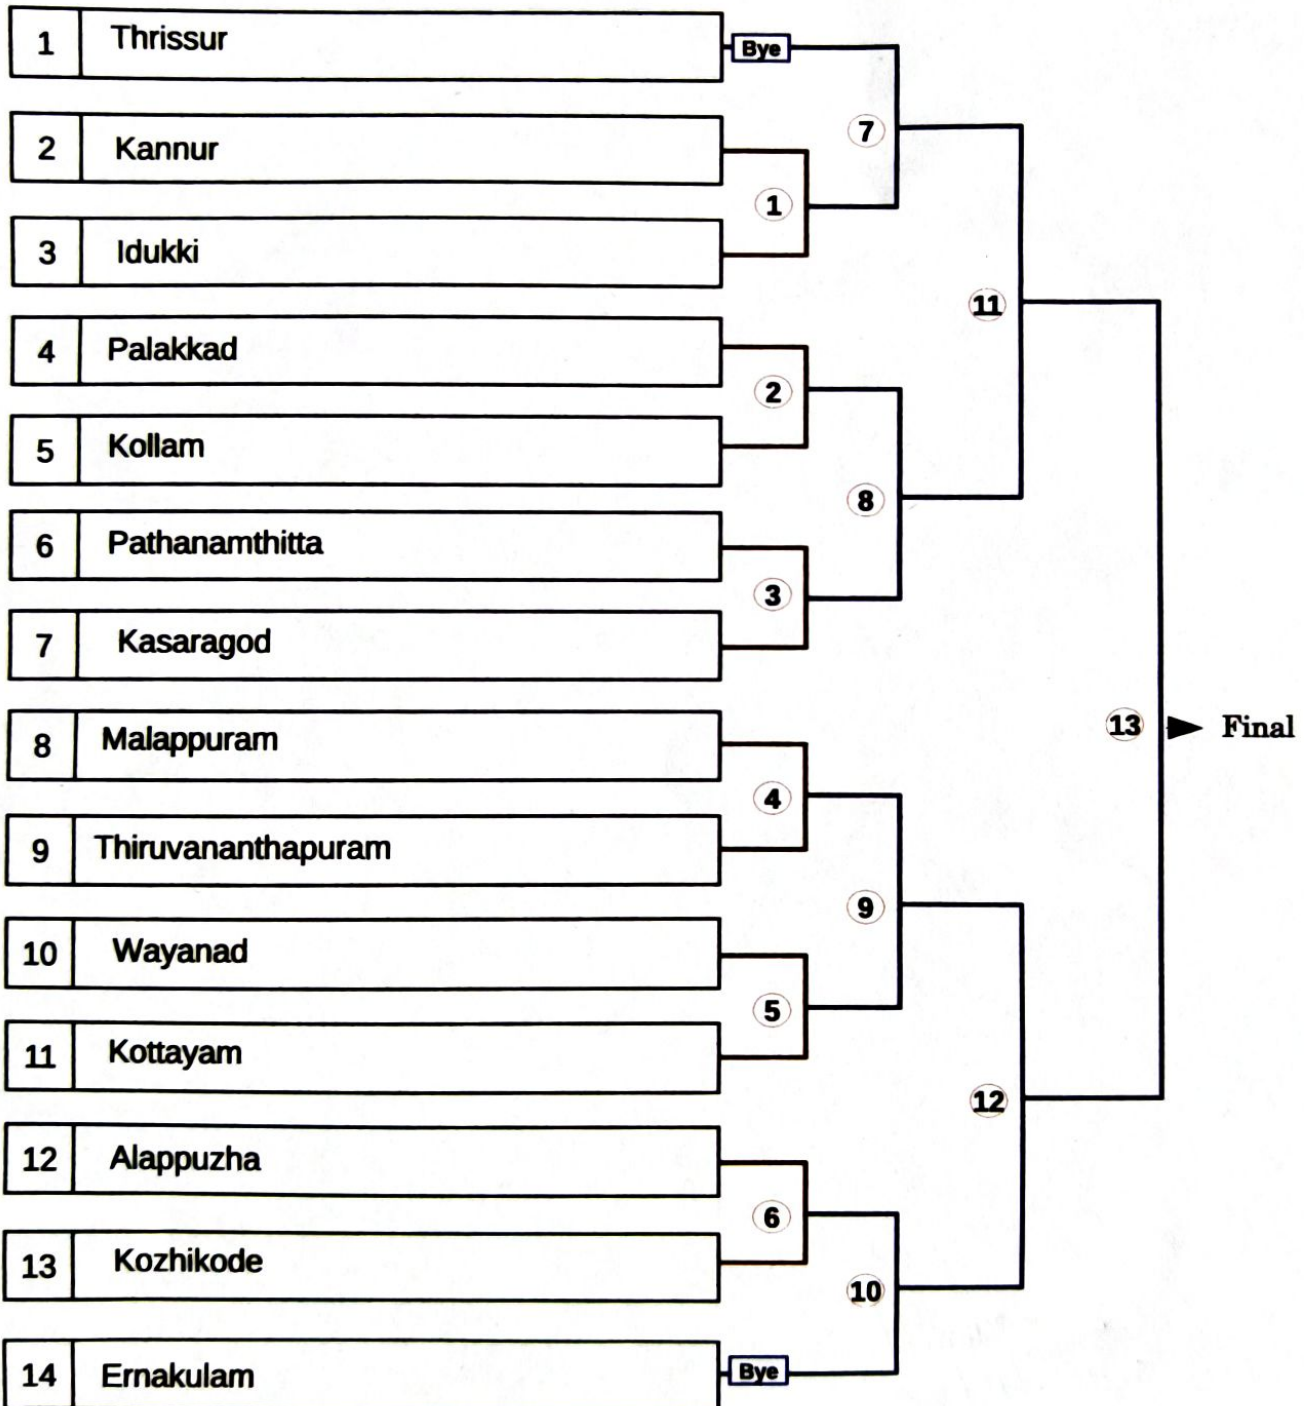 1 Thrissur
Bye
2 Kannur
7
1
3 Idukki
11
4 Palakkad
2
5 Kollam
8
6 Pathanamthitta
3
7 Kasaragod
13 Final
8 Malappuram
4
9 Thiruvananthapuram
9
10 Wayanad
5
11 Kottayam
12
12 Alappuzha
6
13 Kozhikode
10
14 Ernakulam
Bye